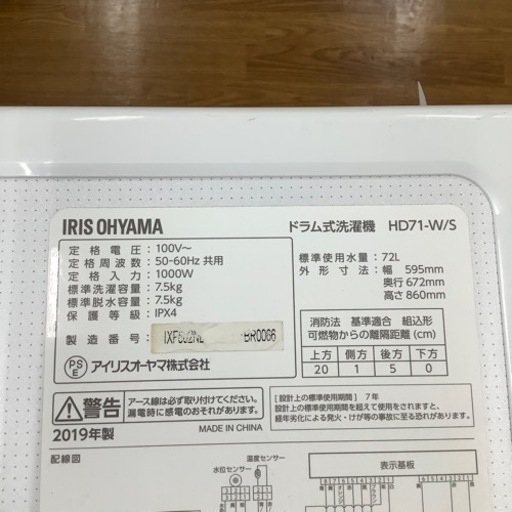 IRIS OHYAMA
ドラム式洗濯機 HD71-W/S
定格電圧：100V~
定格周波数：50-60Hz 共用
定格入力：1000W
標準洗濯容量：7.5kg
標準脱水容量：7.5kg
保護等級：IPX4
製造番号：
BR0066
標準使用水量：72L
外形寸法：幅 595mm
奥行 672mm
高さ 860mm
消防法 基準適合 組込形
可燃物からの離隔距離(cm)
上方 側方 後方 下方
20 1 5 0
PS
E
アイリスオーヤマ株式会社
警告
アース線は必ず取り付けてください。
漏電時に感電のおそれがあります。
2019年製
MADE IN CHINA
[設計上の標準使用期間] 7年
設計上の標準使用期間を超えて使用されますと、
経年劣化による発火・けが等の事故に至る恐れがあります。
配線図
水位センサー
温度センサー
表示基板